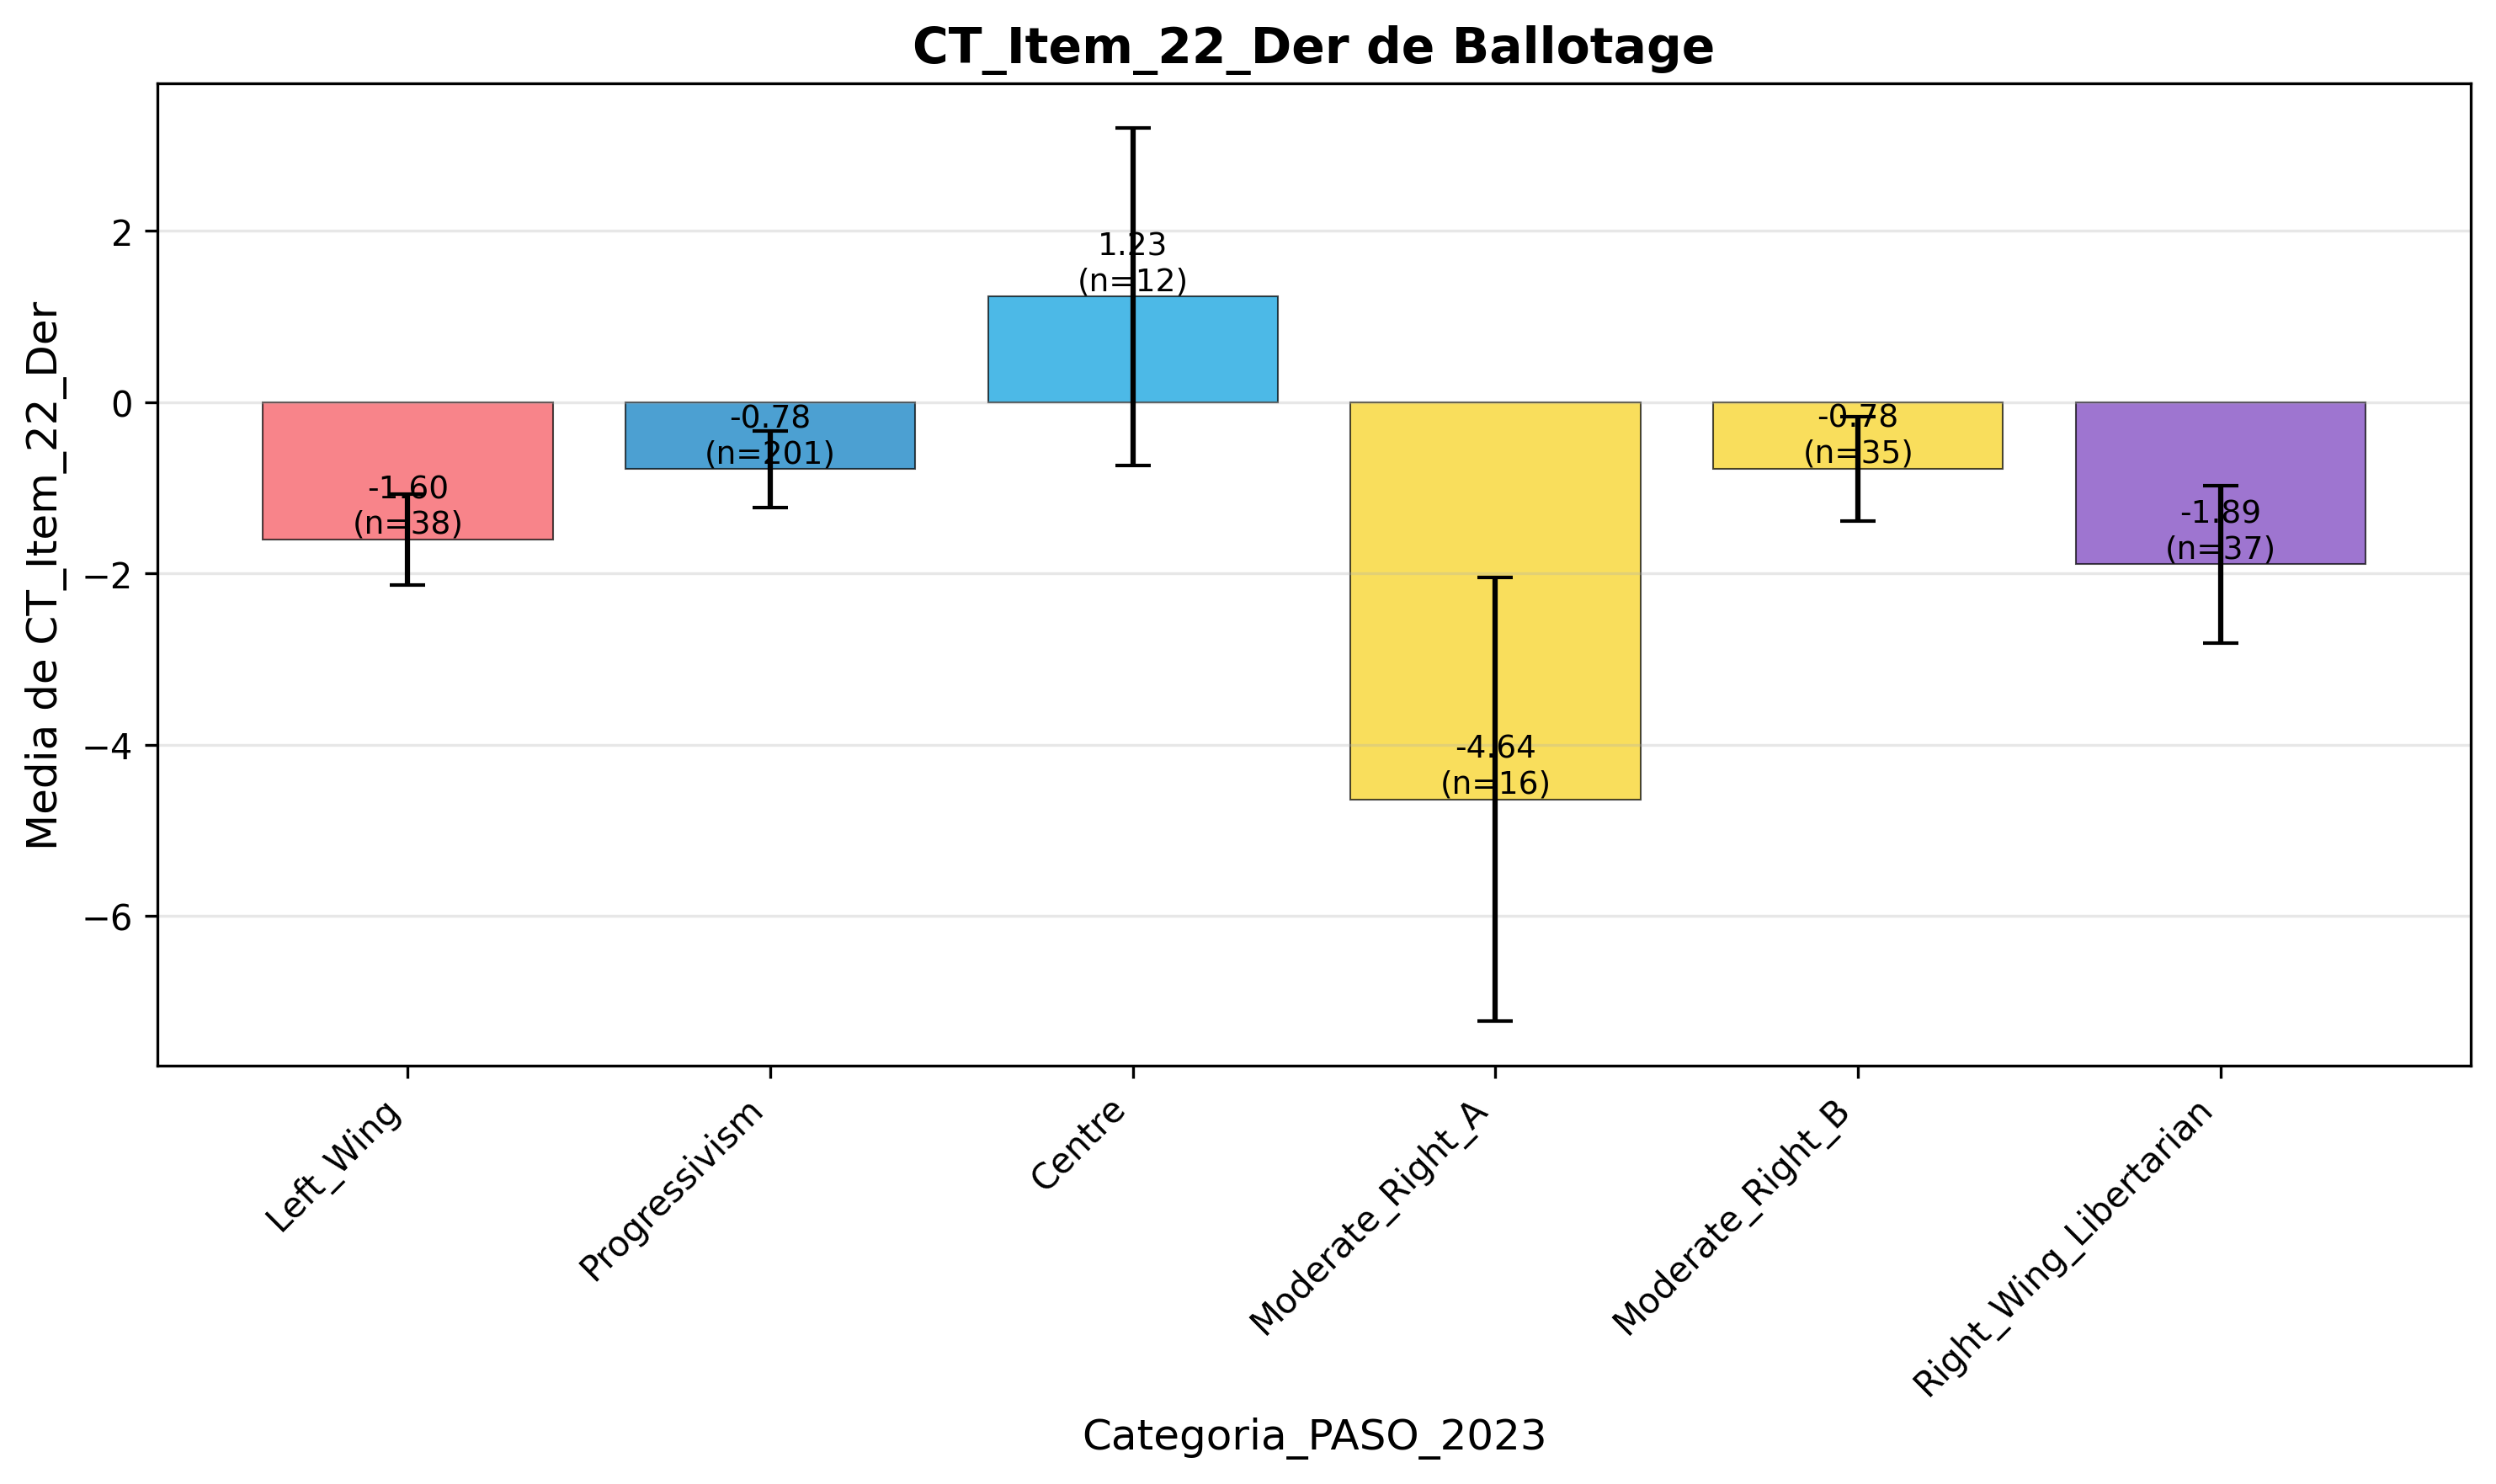 CT_Item_22_Der de Ballotage
Media de CT_Item_22_Der
2
0
−2
−4
−6
-1.60
(n=38)
-0.78
(n=201)
1.23
(n=12)
-4.64
(n=16)
-0.78
(n=35)
-1.89
(n=37)
Left_Wing
Progressivism
Centre
Moderate_Right_A
Moderate_Right_B
Right_Wing_Libertarian
Categoria_PASO_2023